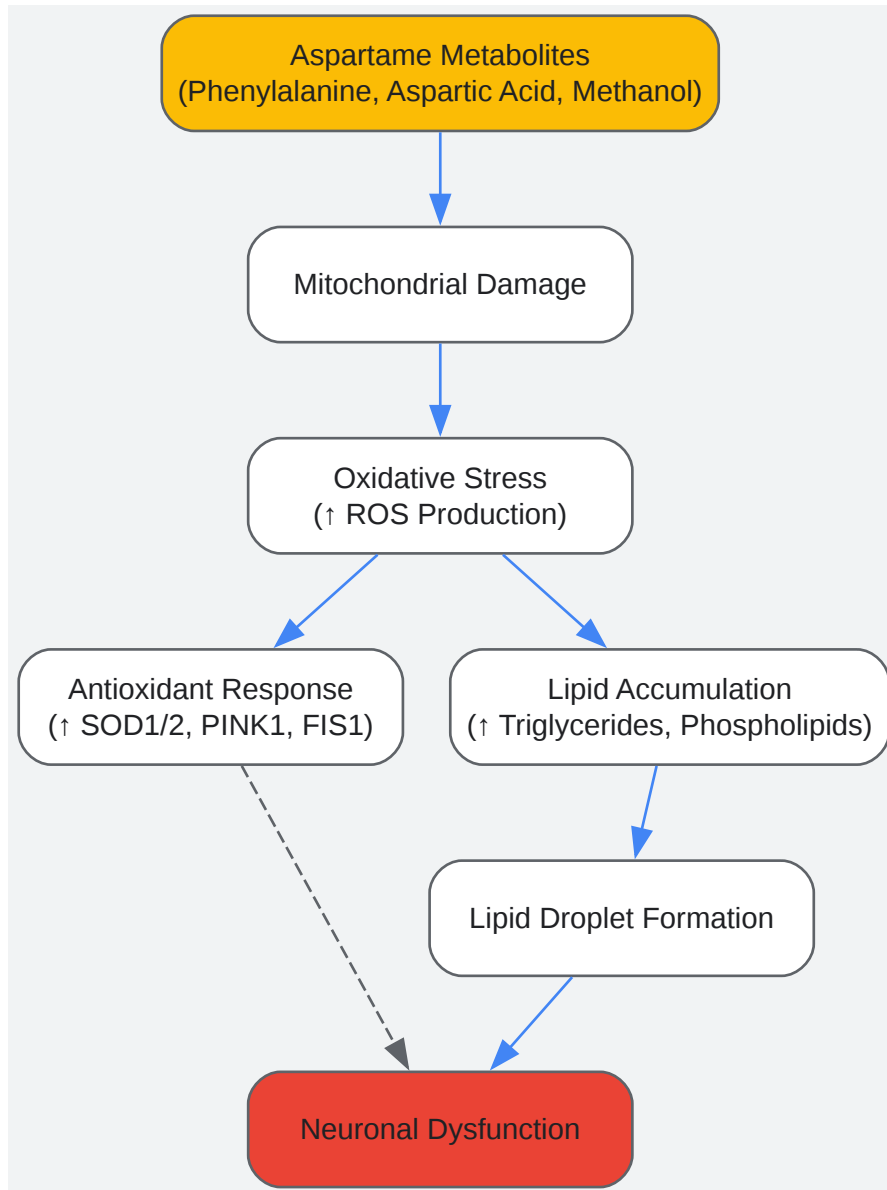 Aspartame Metabolites
(Phenylalanine, Aspartic Acid, Methanol)
Mitochondrial Damage
Oxidative Stress
(↑ ROS Production)
Antioxidant Response
(↑ SOD1/2, PINK1, FIS1)
Lipid Accumulation
(↑ Triglycerides, Phospholipids)
Lipid Droplet Formation
Neuronal Dysfunction